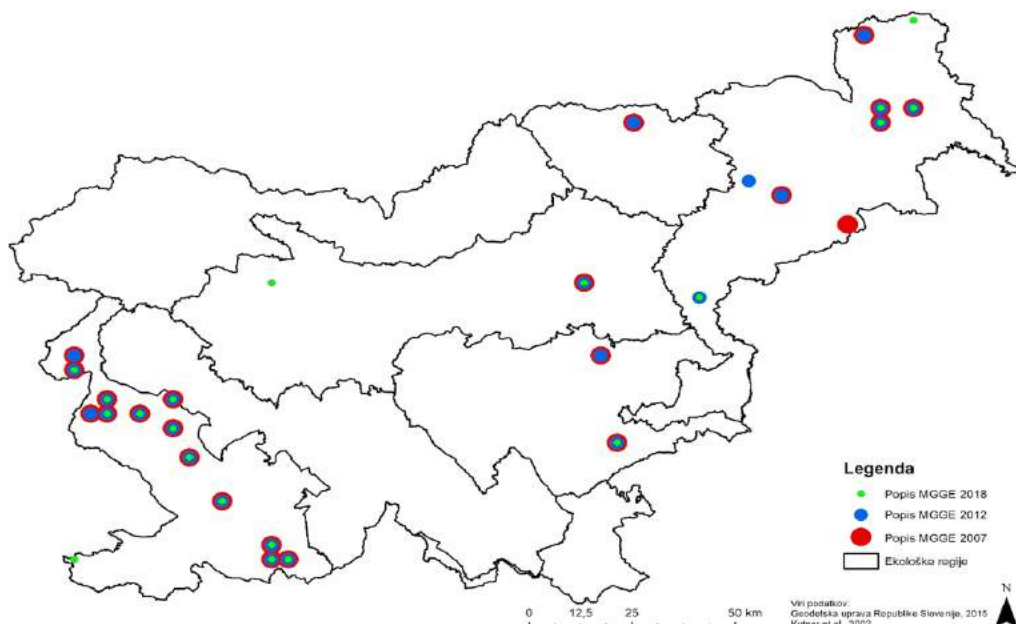 Legenda
Popis MGGE 2018
Popis MGGE 2012
Popis MGGE 2007
Ekološke regije
N
0 12,5 25 50 km
Viri podatkov:
Geodetska uprava Republike Slovenije, 2015
2002